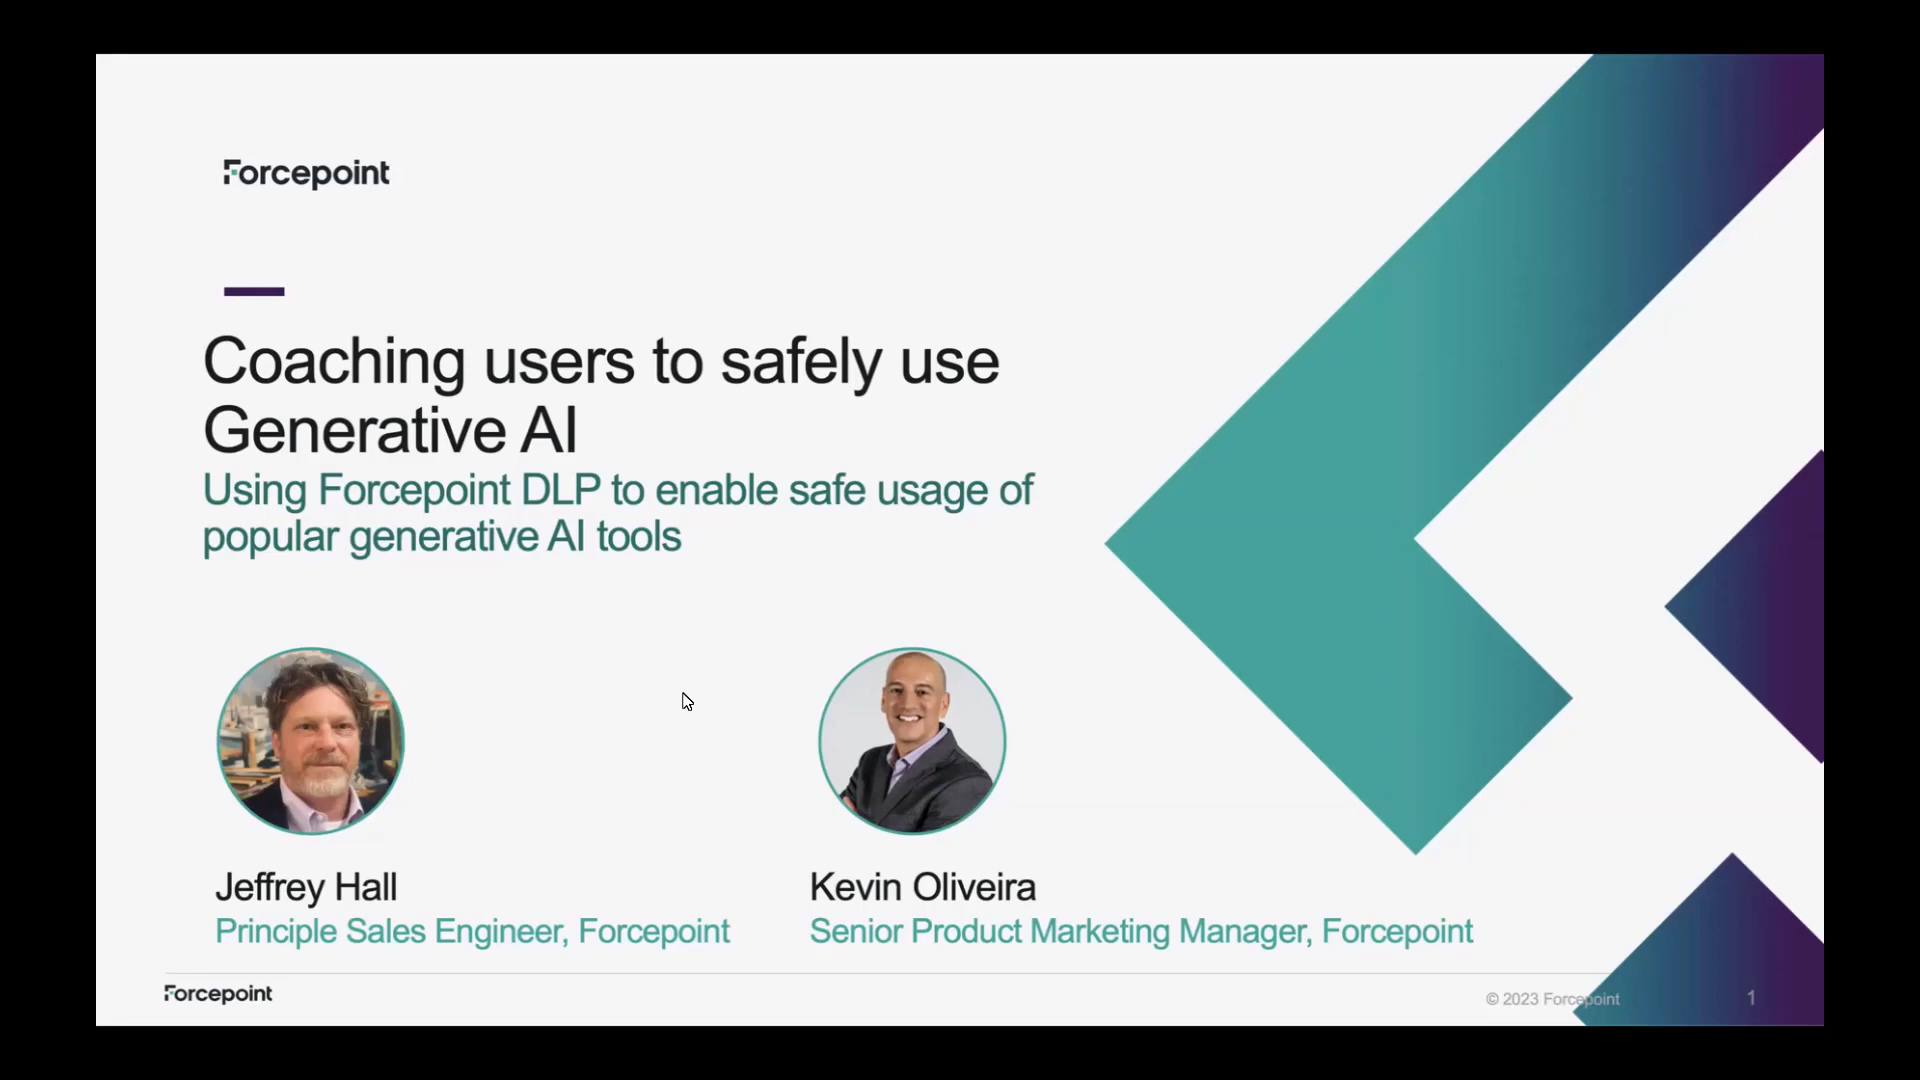 Forcepoint
Coaching users to safely use
Generative AI
Using Forcepoint DLP to enable safe usage of
popular generative AI tools
Jeffrey Hall
Principle Sales Engineer, Forcepoint
Kevin Oliveira
Senior Product Marketing Manager, Forcepoint
Forcepoint
© 2023 Forcepoint
1